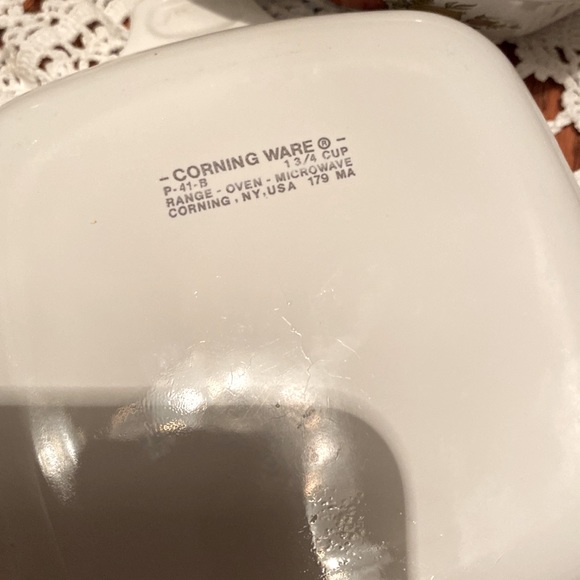 - CORNING WARE ® -
P-41-B 1 3/4 CUP
RANGE - OVEN - MICROWAVE
CORNING , NY, USA 179 MA